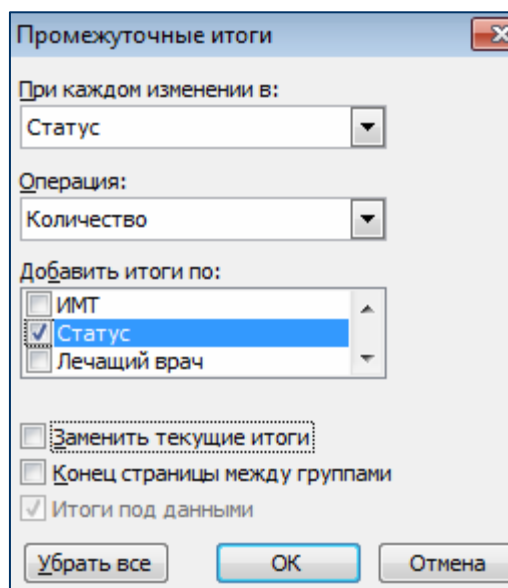 Промежуточные итоги
При каждом изменении в:
Статус
Операция:
Количество
Добавить итоги по:
ИМТ
Статус
Лечащий врач
Заменить текущие итоги
Конец страницы между группами
Итоги под данными
Убрать все ОК Отмена